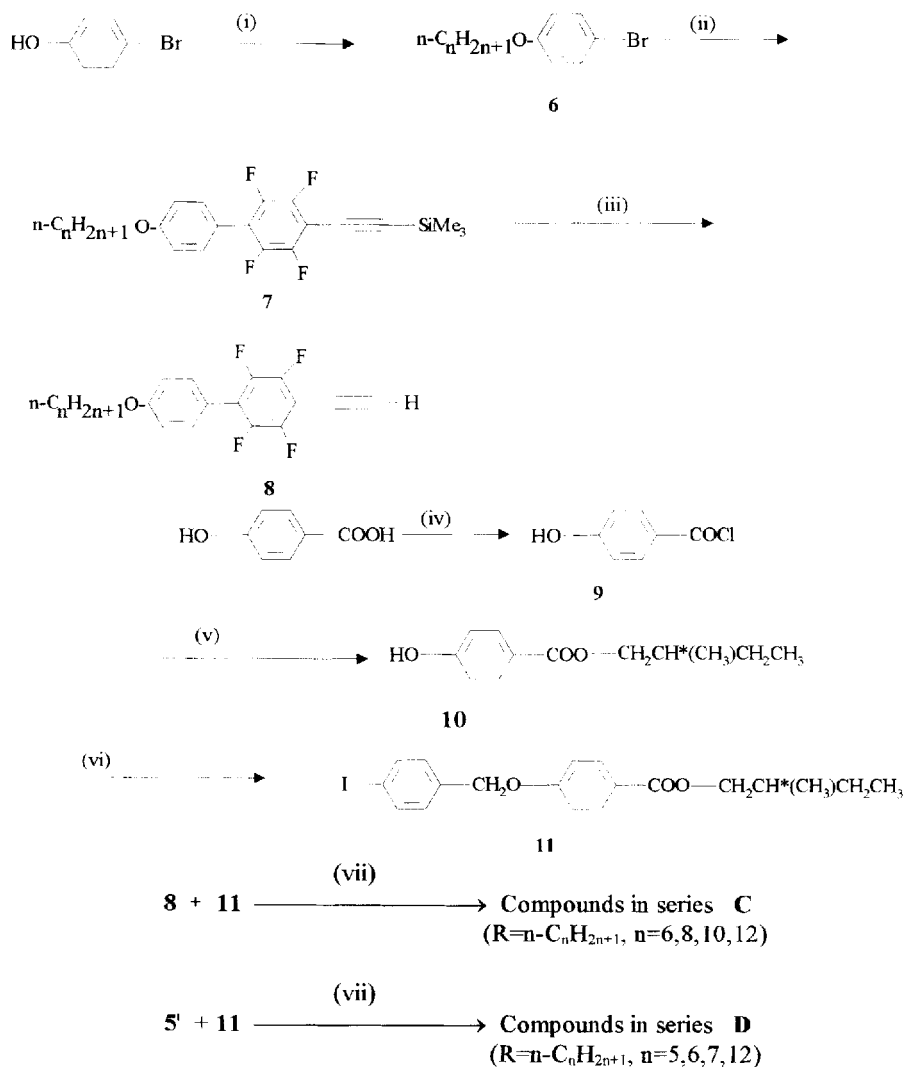 HO Br (i) n-CnH2n+1O- Br (ii)
6
n-CnH2n+1 O- F F F F SiMe3 (iii)
7
n-CnH2n+1O- F F F F H
8
HO COOH (iv) HO COCl
9
(v) HO COO CH2CH*(CH3)CH2CH3
10
(vi) I CH2O COO CH2CH*(CH3)CH2CH3
11
8 + 11 (vii) Compounds in series C
(R=n-CnH2n+1, n=6,8,10,12)
5' + 11 (vii) Compounds in series D
(R=n-CnH2n+1, n=5,6,7,12)